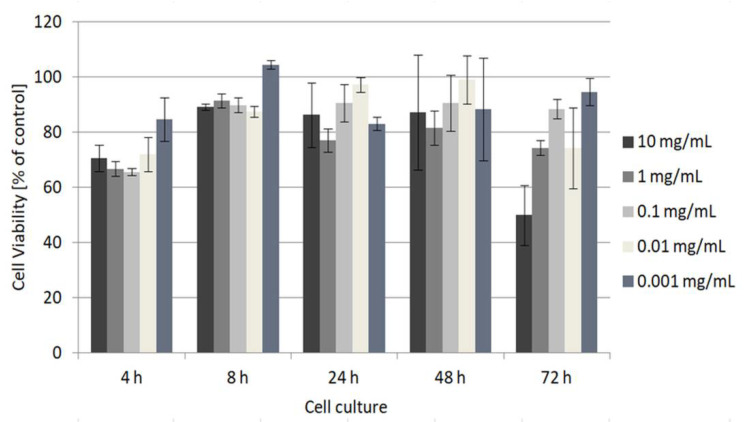 120
100
80
60
40
20
0
Cell Viability [% of control]
4 h
8 h
24 h
48 h
72 h
Cell culture
10 mg/mL
1 mg/mL
0.1 mg/mL
0.01 mg/mL
0.001 mg/mL